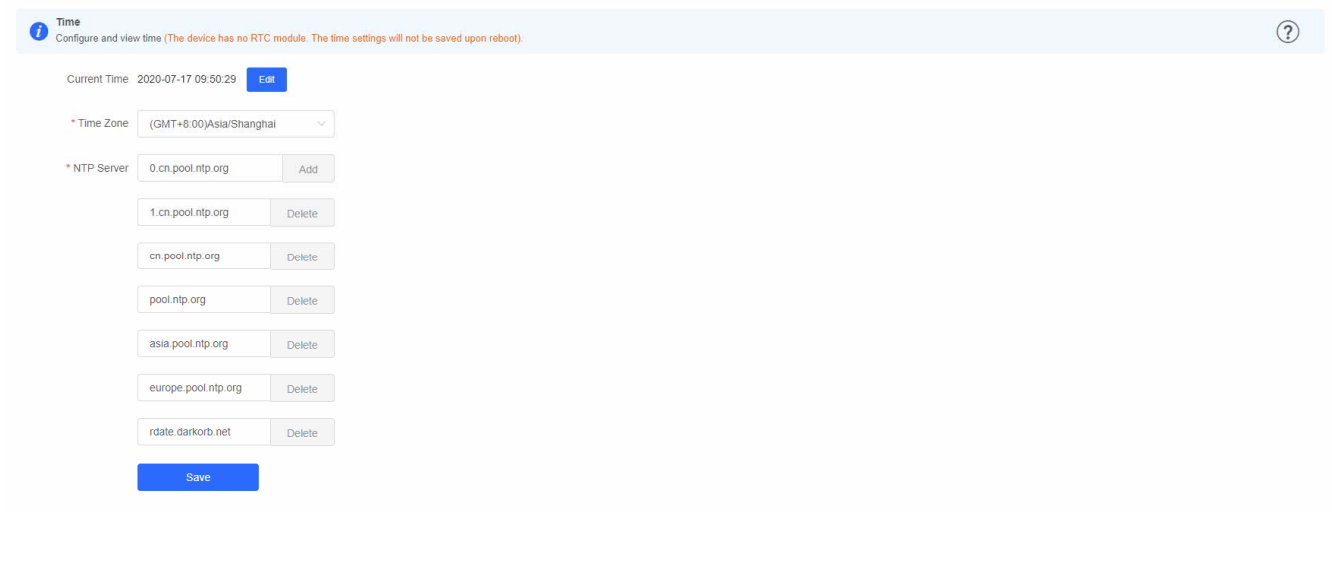 Time
Configure and view time (The device has no RTC module. The time settings will not be saved upon reboot).
Current Time 2020-07-17 09:50:29 Edit
* Time Zone (GMT+8:00)Asia/Shanghai
* NTP Server 0.cn.pool.ntp.org Add
1.cn.pool.ntp.org Delete
cn.pool.ntp.org Delete
pool.ntp.org Delete
asia.pool.ntp.org Delete
europe.pool.ntp.org Delete
rdate.darkorb.net Delete
Save